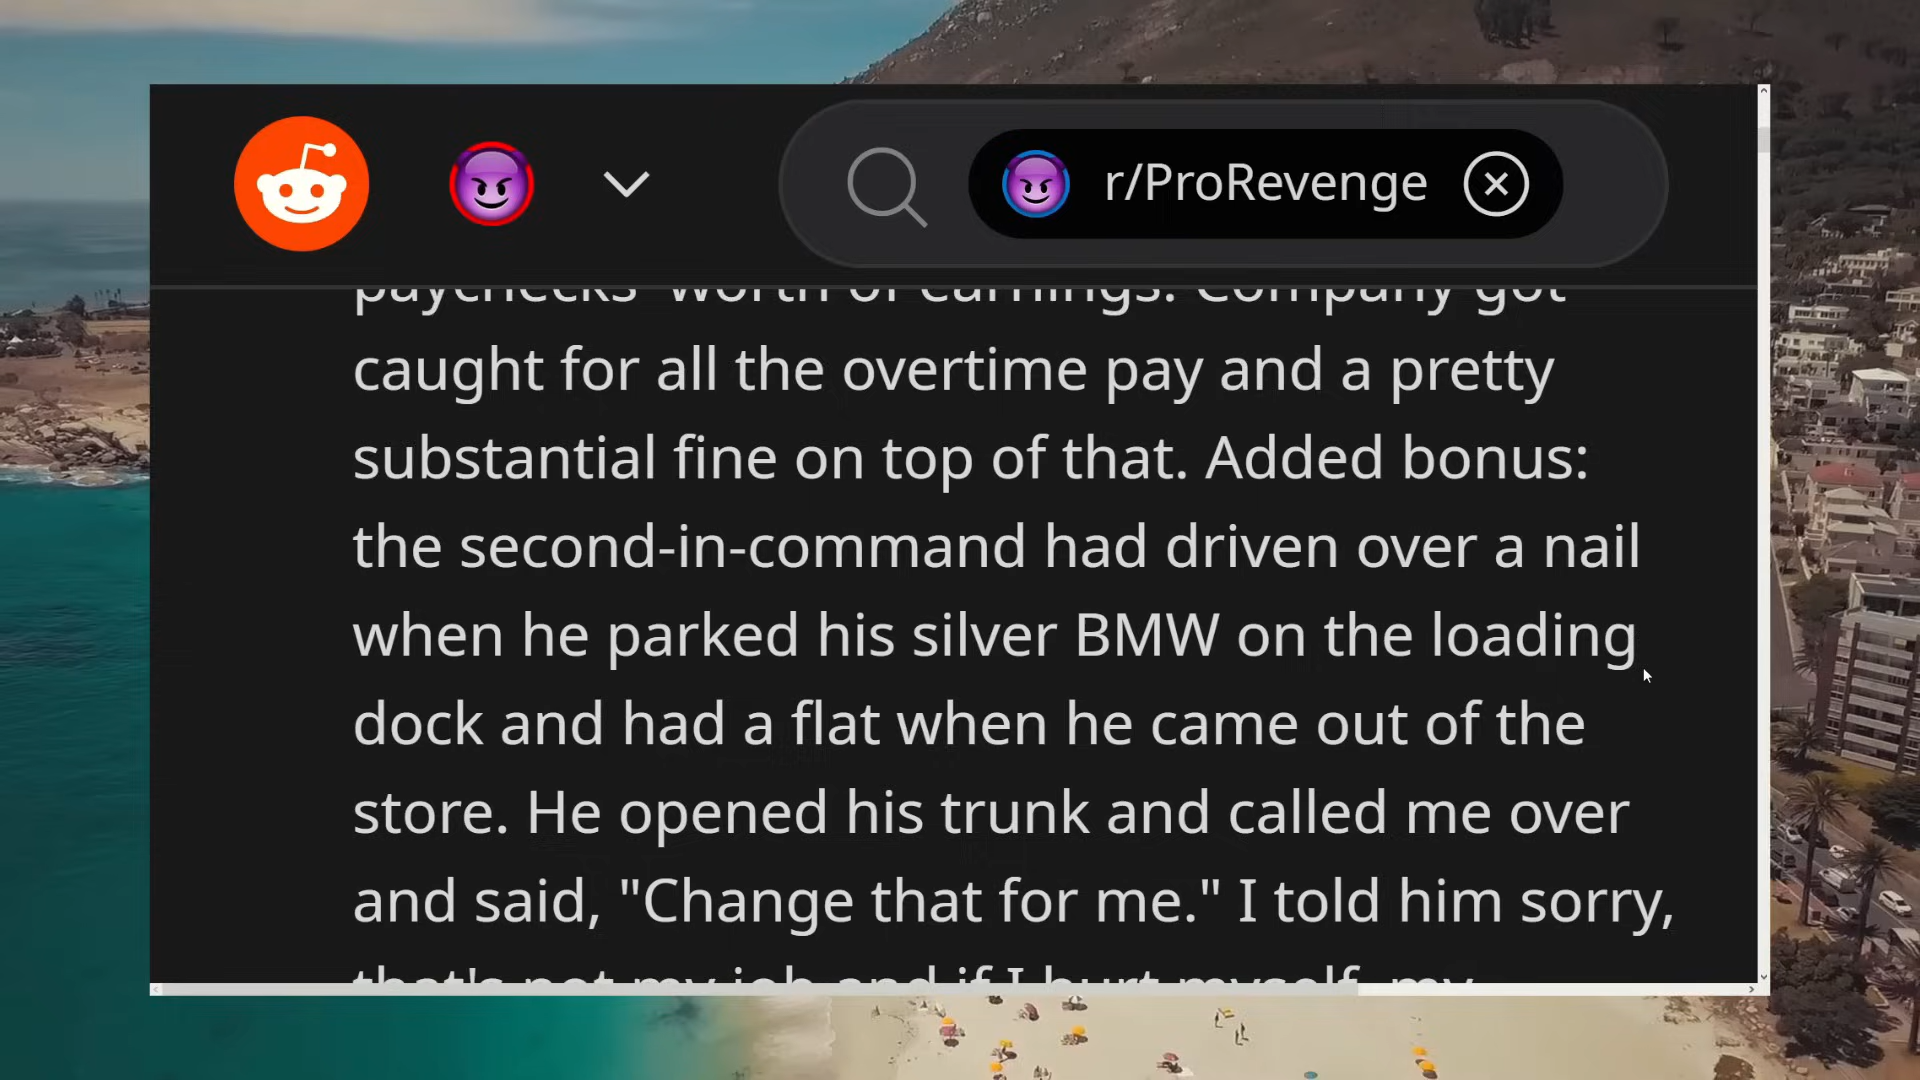 r/ProRevenge
paychecks' worth of earnings. Company got
caught for all the overtime pay and a pretty
substantial fine on top of that. Added bonus:
the second-in-command had driven over a nail
when he parked his silver BMW on the loading
dock and had a flat when he came out of the
store. He opened his trunk and called me over
and said, "Change that for me." I told him sorry,
that's not my job and if I hurt myself, my